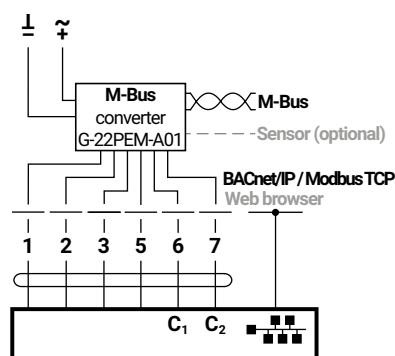 ⊥ ~
– +
M-Bus
converter
G-22PEM-A01
M-Bus
Sensor (optional)
BACnet/IP / Modbus TCP
Web browser
1 2 3 5 6 7
C₁ C₂